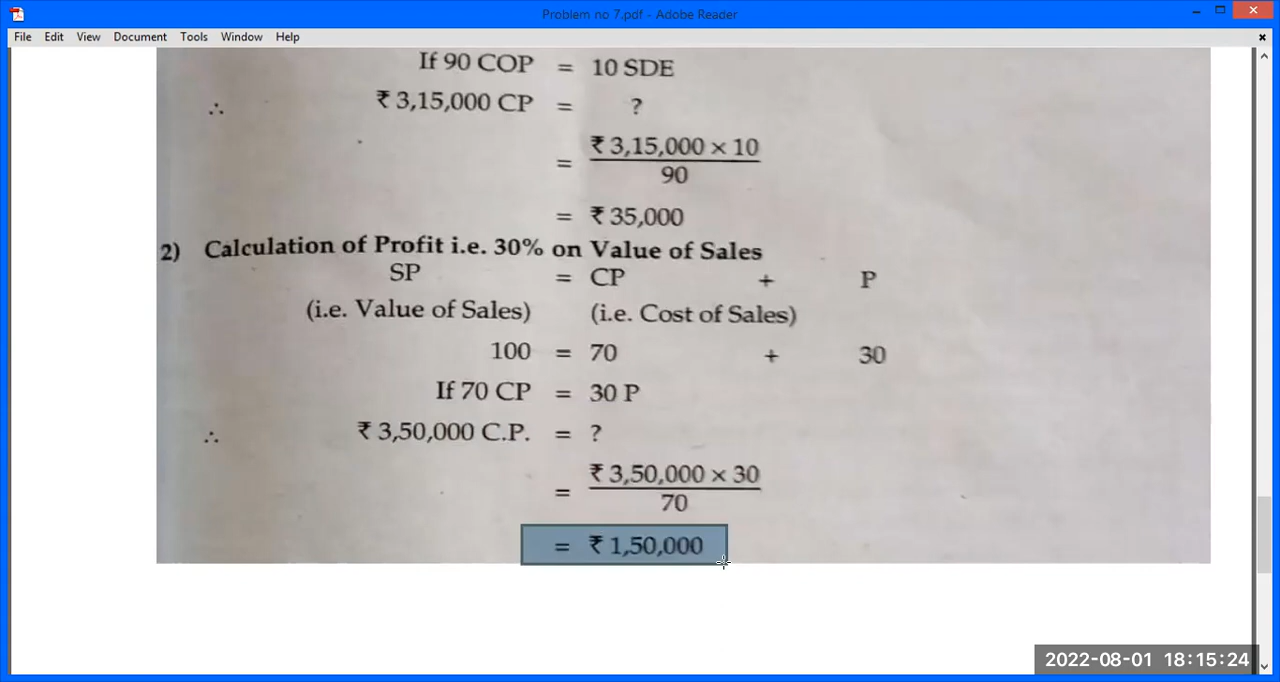 Problem no 7.pdf - Adobe Reader
File Edit View Document Tools Window Help
If 90 COP = 10 SDE
∴ ₹ 3,15,000 CP = ?
= ₹ 3,15,000 × 10
90
= ₹ 35,000
2) Calculation of Profit i.e. 30% on Value of Sales
SP = CP + P
(i.e. Value of Sales) (i.e. Cost of Sales)
100 = 70 + 30
If 70 CP = 30 P
∴ ₹ 3,50,000 C.P. = ?
= ₹ 3,50,000 × 30
70
= ₹ 1,50,000
2022-08-01 18:15:24